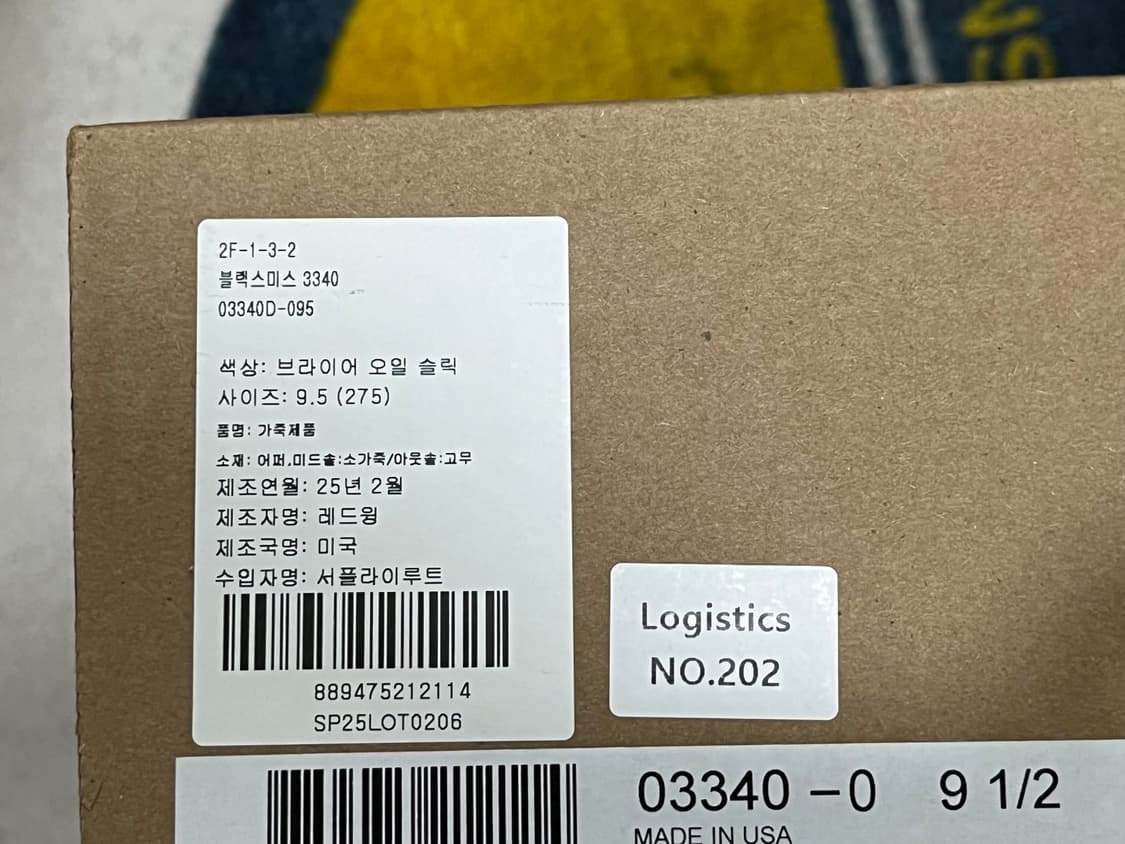 NS
2F-1-3-2
블랙스미스 3340
03340D-095
색상: 브라이어 오일 슬릭
사이즈: 9.5 (275)
품명: 가죽제품
소재: 어퍼,미드솔:소가죽/아웃솔:고무
제조연월: 25년 2월
제조자명: 레드윙
제조국명: 미국
수입자명: 서플라이루트
889475212114
SP25LOT0206
Logistics
NO.202
03340-0 9 1/2
MADE IN USA